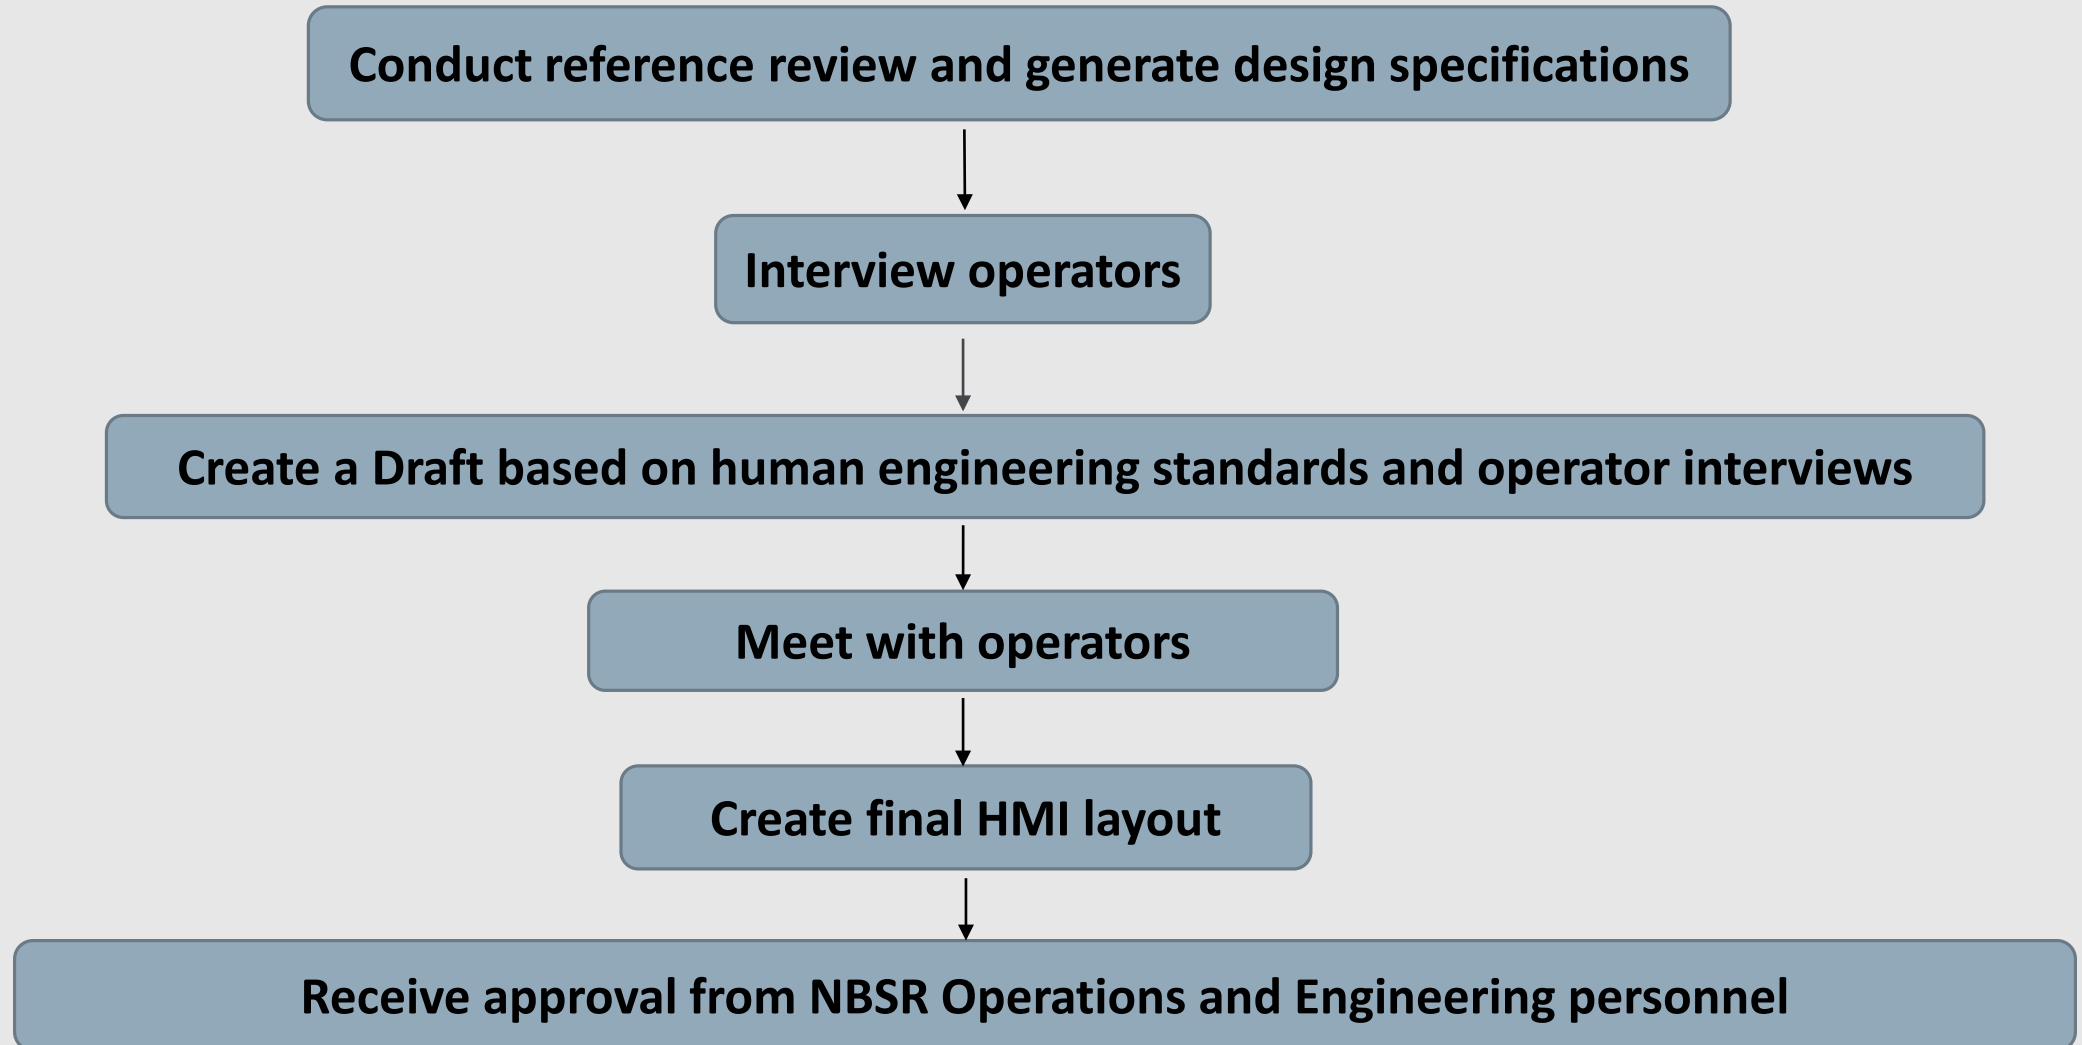 Conduct reference review and generate design specifications
Interview operators
Create a Draft based on human engineering standards and operator interviews
Meet with operators
Create final HMI layout
Receive approval from NBSR Operations and Engineering personnel